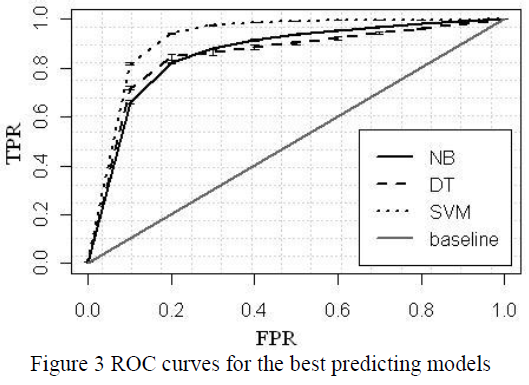 1.0
0.8
0.6
0.4
0.2
0.0
TPR
NB
DT
SVM
baseline
0.0 0.2 0.4 0.6 0.8 1.0
FPR
Figure 3 ROC curves for the best predicting models